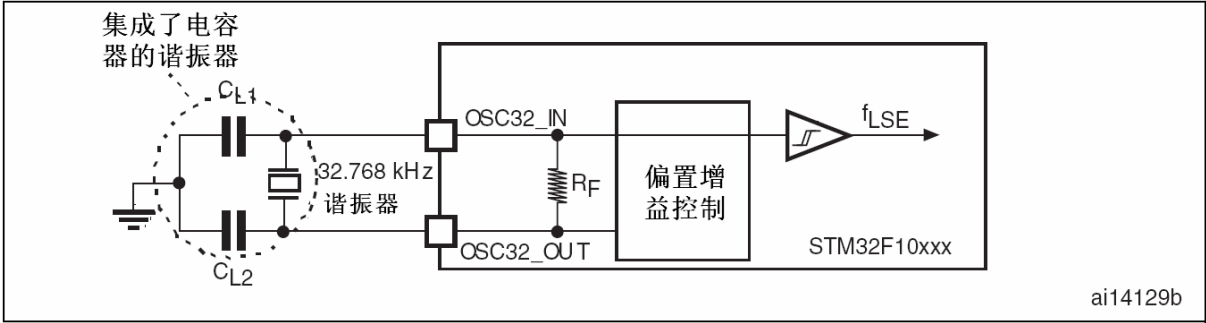 集成了电容
器的谐振器
CL1
OSC32_IN
fLSE
32.768 kHz
谐振器
RF
偏置增
益控制
OSC32_OUT
STM32F10xxx
CL2
ai14129b